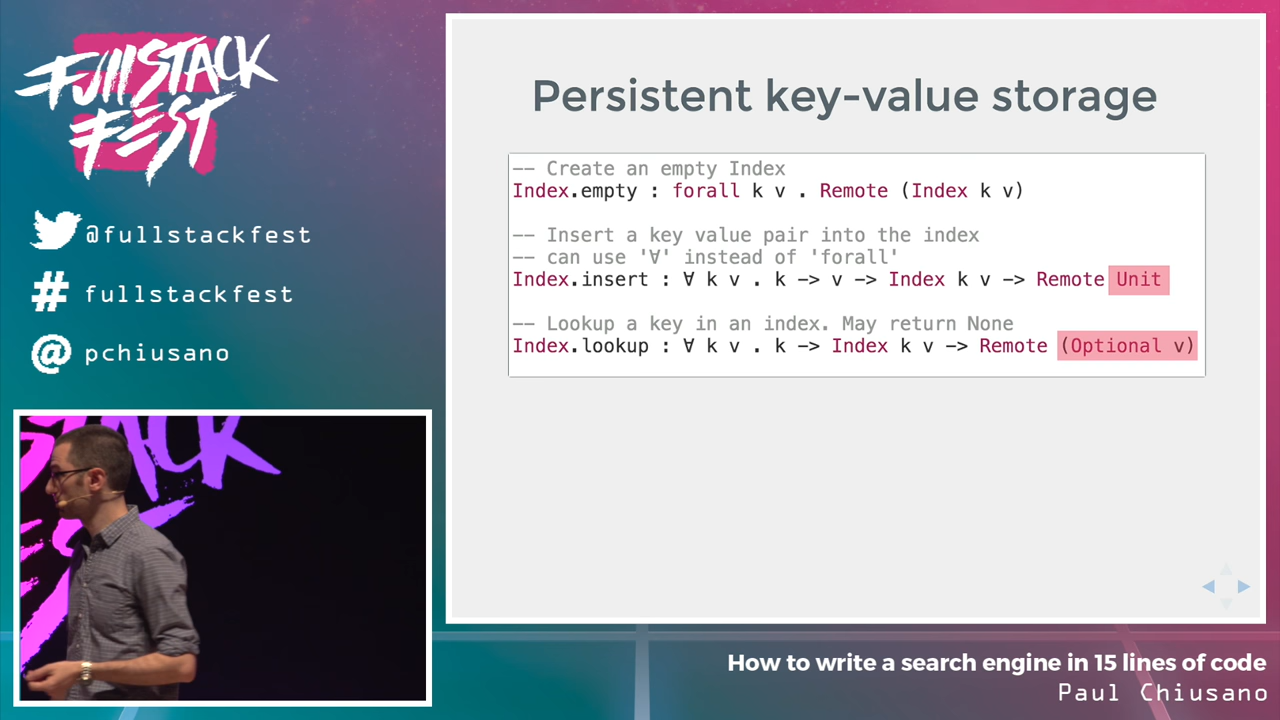 FullSTACK
FEST
@fullstackfest
# fullstackfest
@ pchiusano
Persistent key-value storage
-- Create an empty Index
Index.empty : forall k v . Remote (Index k v)
-- Insert a key value pair into the index
-- can use '∀' instead of 'forall'
Index.insert : ∀ k v . k -> v -> Index k v -> Remote Unit
-- Lookup a key in an index. May return None
Index.lookup : ∀ k v . k -> Index k v -> Remote (Optional v)
How to write a search engine in 15 lines of code
Paul Chiusano